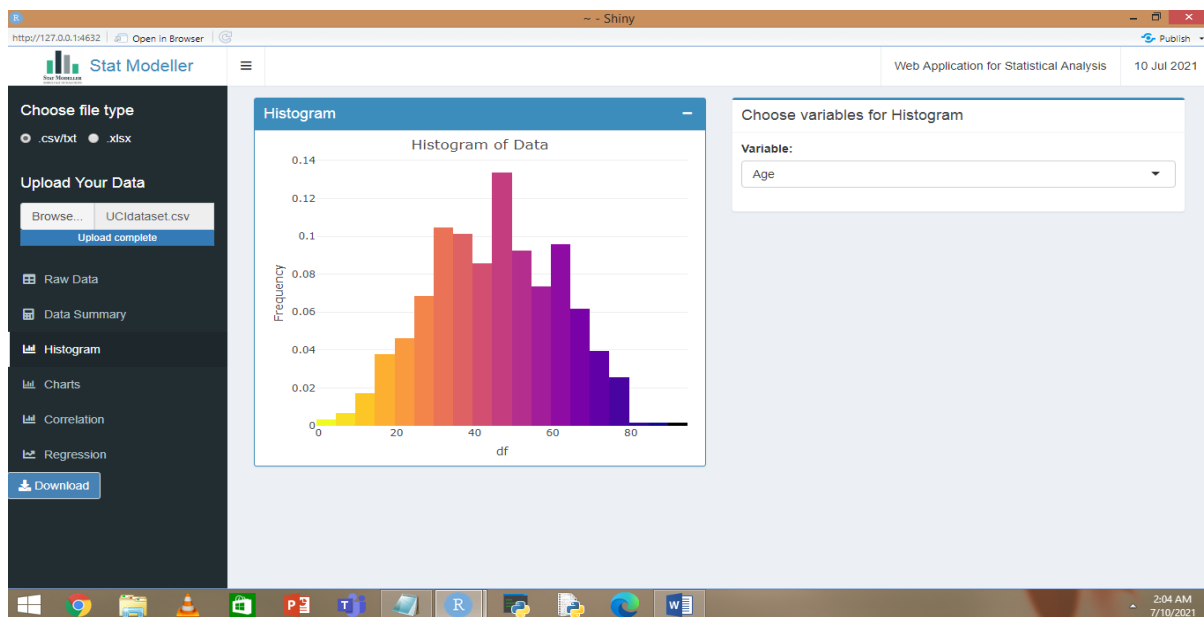 R
~ - Shiny
http://127.0.0.1:4632 Open in Browser Publish
Stat Modeller
Stat Modeller
Web Application for Statistical Analysis
10 Jul 2021
Choose file type
.csv/txt .xlsx
Upload Your Data
Browse... UCIdataset.csv
Upload complete
Raw Data
Data Summary
Histogram
Charts
Correlation
Regression
Download
Histogram
Histogram of Data
0.14
0.12
0.1
0.08
0.06
0.04
0.02
0
Frequency
0 20 40 60 80
df
Choose variables for Histogram
Variable:
Age
2:04 AM
7/10/2021